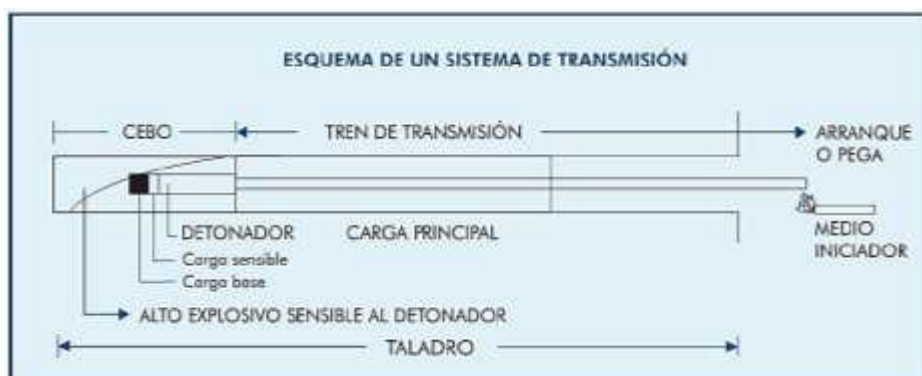 ESQUEMA DE UN SISTEMA DE TRANSMISIÓN
CEBO
TREN DE TRANSMISIÓN
ARRANQUE
O PEGA
DETONADOR
CARGA PRINCIPAL
MEDIO
INICIADOR
Carga sensible
Carga base
ALTO EXPLOSIVO SENSIBLE AL DETONADOR
TALADRO